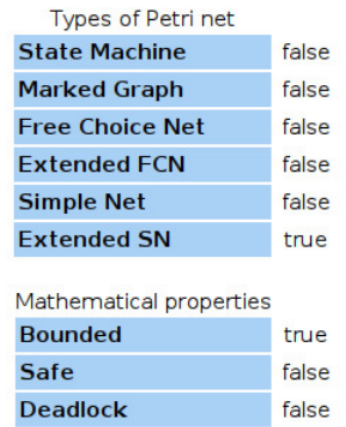 Types of Petri net
State Machine false
Marked Graph false
Free Choice Net false
Extended FCN false
Simple Net false
Extended SN true
Mathematical properties
Bounded true
Safe false
Deadlock false